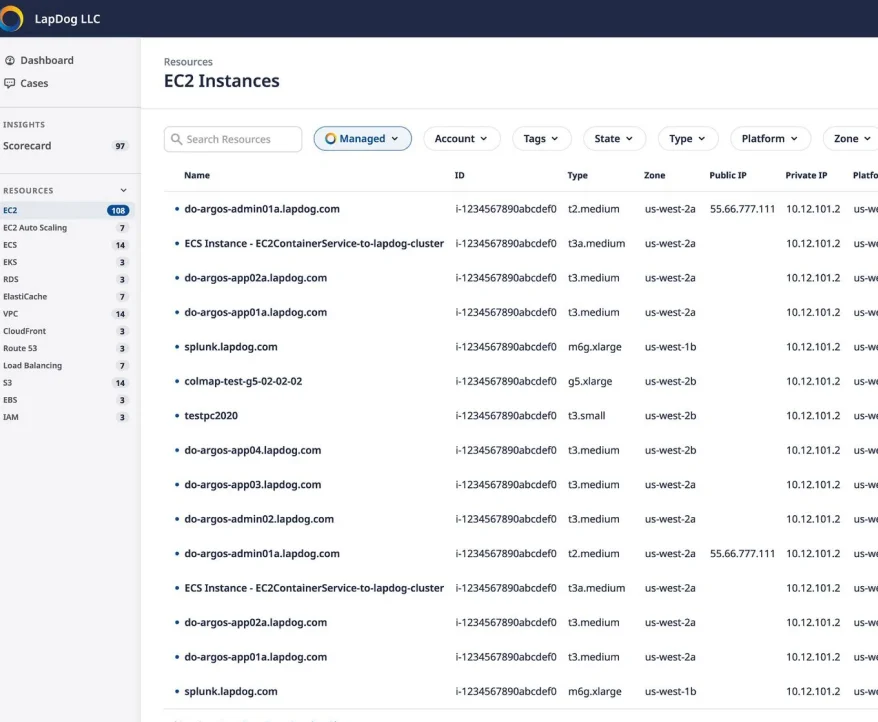 LapDog LLC
Dashboard
Cases
INSIGHTS
Scorecard 97
RESOURCES
EC2 108
EC2 Auto Scaling 7
ECS 14
EKS 3
RDS 3
ElastiCache 7
VPC 14
CloudFront 3
Route 53 3
Load Balancing 7
S3 14
EBS 3
IAM 3
Resources
EC2 Instances
Search Resources Managed Account Tags State Type Platform Zone
Name ID Type Zone Public IP Private IP Platfo
do-argos-admin01a.lapdog.com i-1234567890abcdef0 t2.medium us-west-2a 55.66.777.111 10.12.101.2 us-we
ECS Instance - EC2ContainerService-to-lapdog-cluster i-1234567890abcdef0 t3a.medium us-west-2a 10.12.101.2 us-we
do-argos-app02a.lapdog.com i-1234567890abcdef0 t3.medium us-west-2a 10.12.101.2 us-we
do-argos-app01a.lapdog.com i-1234567890abcdef0 t3.medium us-west-2a 10.12.101.2 us-we
splunk.lapdog.com i-1234567890abcdef0 m6g.xlarge us-west-1b 10.12.101.2 us-we
colmap-test-g5-02-02-02 i-1234567890abcdef0 g5.xlarge us-west-2b 10.12.101.2 us-we
testpc2020 i-1234567890abcdef0 t3.small us-west-2b 10.12.101.2 us-we
do-argos-app04.lapdog.com i-1234567890abcdef0 t3.medium us-west-2b 10.12.101.2 us-we
do-argos-app03.lapdog.com i-1234567890abcdef0 t3.medium us-west-2a 10.12.101.2 us-we
do-argos-admin02.lapdog.com i-1234567890abcdef0 t3.medium us-west-2a 10.12.101.2 us-we
do-argos-admin01a.lapdog.com i-1234567890abcdef0 t2.medium us-west-2a 55.66.777.111 10.12.101.2 us-we
ECS Instance - EC2ContainerService-to-lapdog-cluster i-1234567890abcdef0 t3a.medium us-west-2a 10.12.101.2 us-we
do-argos-app02a.lapdog.com i-1234567890abcdef0 t3.medium us-west-2a 10.12.101.2 us-we
do-argos-app01a.lapdog.com i-1234567890abcdef0 t3.medium us-west-2a 10.12.101.2 us-we
splunk.lapdog.com i-1234567890abcdef0 m6g.xlarge us-west-1b 10.12.101.2 us-we